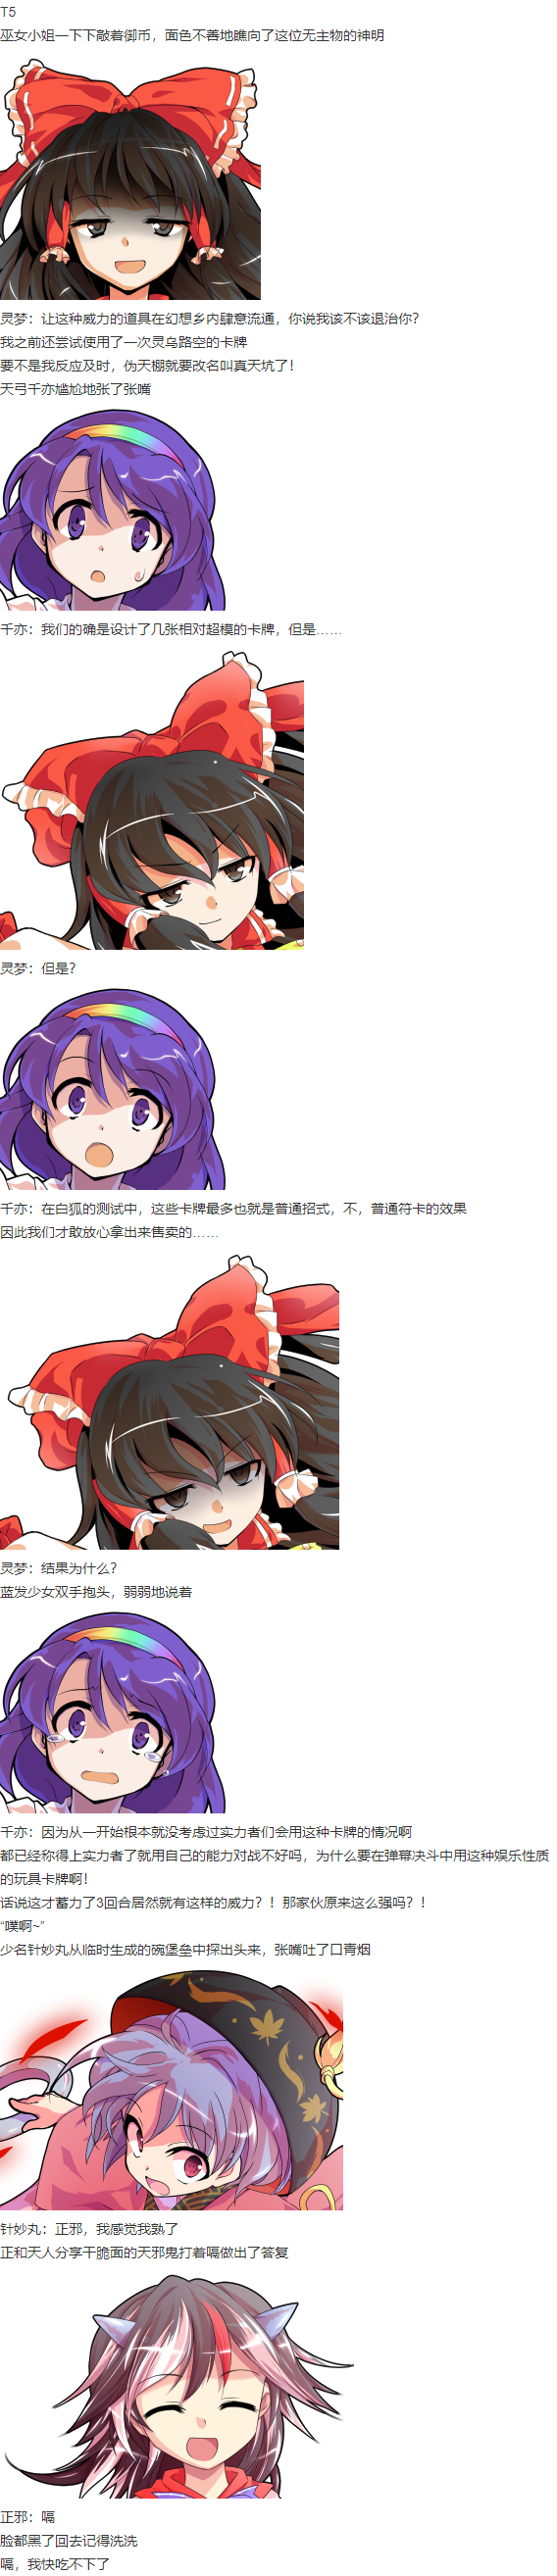 T5
巫女小姐一下下敲着御币，面色不善地瞧向了这位无主物的神明
灵梦：让这种威力的道具在幻想乡内肆意流通，你说我该不该退治你？
我之前还尝试使用了一次灵乌路空的卡牌
要不是我反应及时，伤天棚就要改名叫真天坑了！
天弓千亦尴尬地张了张嘴
千亦：我们的确是设计了几张相对超模的卡牌，但是……
灵梦：但是？
千亦：在白狐的测试中，这些卡牌最多也就是普通招式，不，普通符卡的效果
因此我们才敢放心拿出来售卖的……
灵梦：结果为什么？
蓝发少女双手抱头，弱弱地说着
千亦：因为从一开始根本就没考虑过实力者们会用这种卡牌的情况啊
都已经称得上实力者了就用自己的能力对战不好吗，为什么要在弹幕决斗中用这种娱乐性质
的玩具卡牌啊！
话说这才蓄力了3回合居然就有这样的威力？！那家伙原来这么强吗？！
“噗啊~”
少名针妙丸从临时生成的碗堡垒中探出头来，张嘴吐了口青烟
针妙丸：正邪，我感觉我熟了
正和天人分享干脆面的天邪鬼打着嗝做出了答复
正邪：嗝
脸都黑了回去记得洗洗
嗝，我快吃不下了